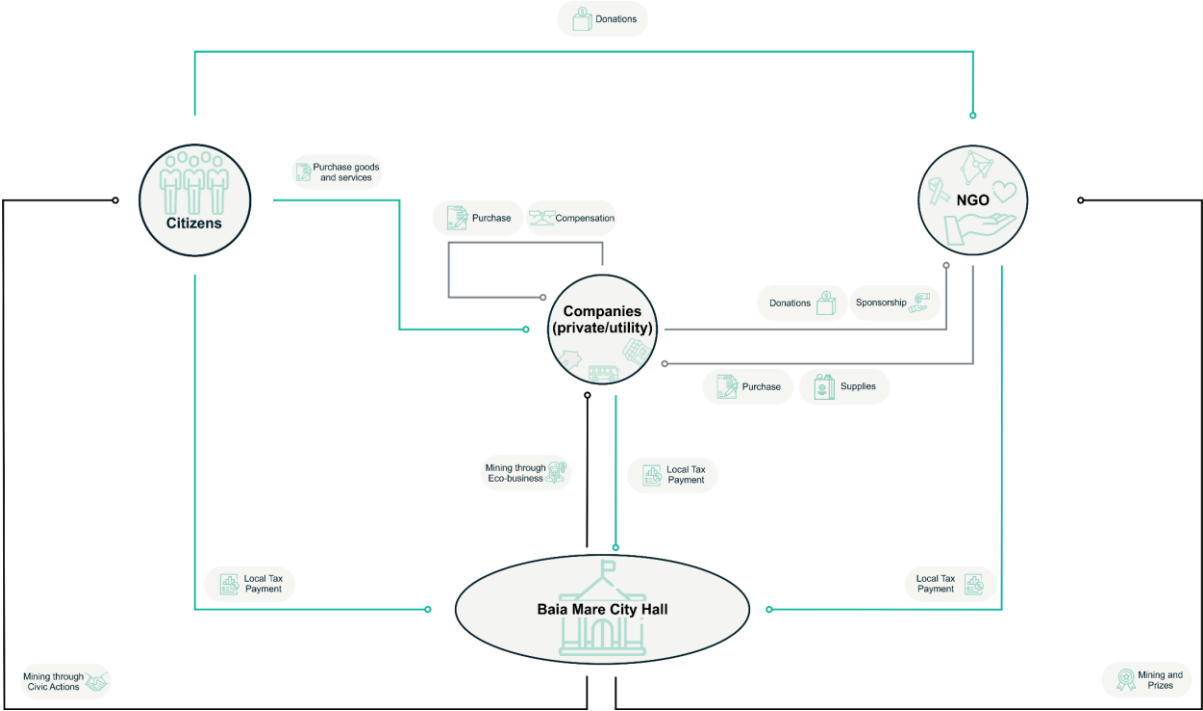 Donations
Purchase goods
and services
Citizens
NGO
Purchase
Compensation
Companies
(private/utility)
Donations
Sponsorship
Purchase
Supplies
Mining through
Eco-business
Local Tax
Payment
Local Tax
Payment
Local Tax
Payment
Baia Mare City Hall
Mining through
Civic Actions
Mining and
Prizes